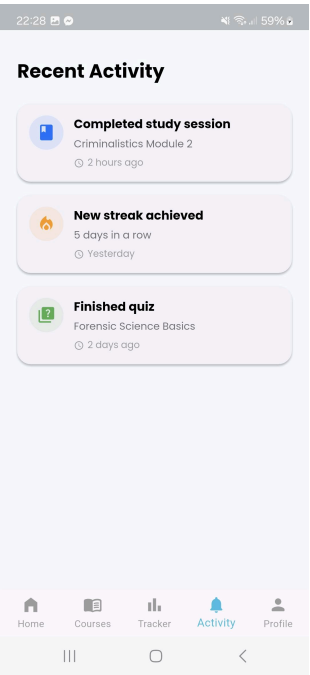 22:28 59%
Recent Activity
Completed study session
Criminalistics Module 2
2 hours ago
New streak achieved
5 days in a row
Yesterday
Finished quiz
Forensic Science Basics
2 days ago
Home Courses Tracker Activity Profile